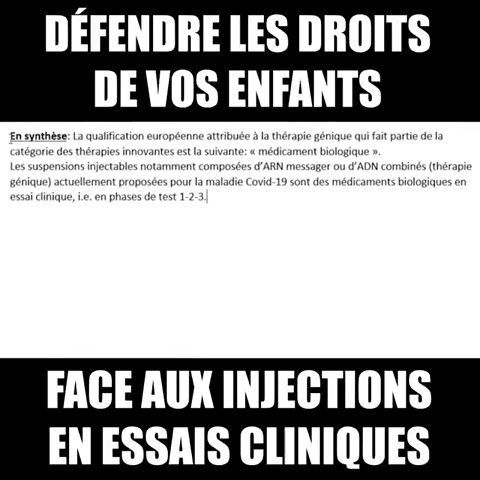 DÉFENDRE LES DROITS
DE VOS ENFANTS
En synthèse: La qualification européenne attribuée à la thérapie génique qui fait partie de la
catégorie des thérapies innovantes est la suivante: « médicament biologique ».
Les suspensions injectables notamment composées d'ARN messager ou d'ADN combinés (thérapie
génique) actuellement proposées pour la maladie Covid-19 sont des médicaments biologiques en
essai clinique, i.e. en phases de test 1-2-3.
FACE AUX INJECTIONS
EN ESSAIS CLINIQUES